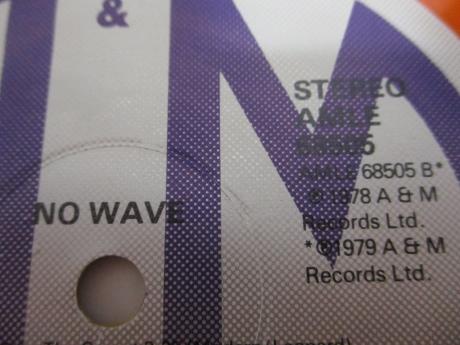 &
STEREO
AMLE
68505
AMLE 68505 B*
℗ 1978 A & M
Records Ltd.
* ℗ 1979 A & M
Records Ltd.
NO WAVE